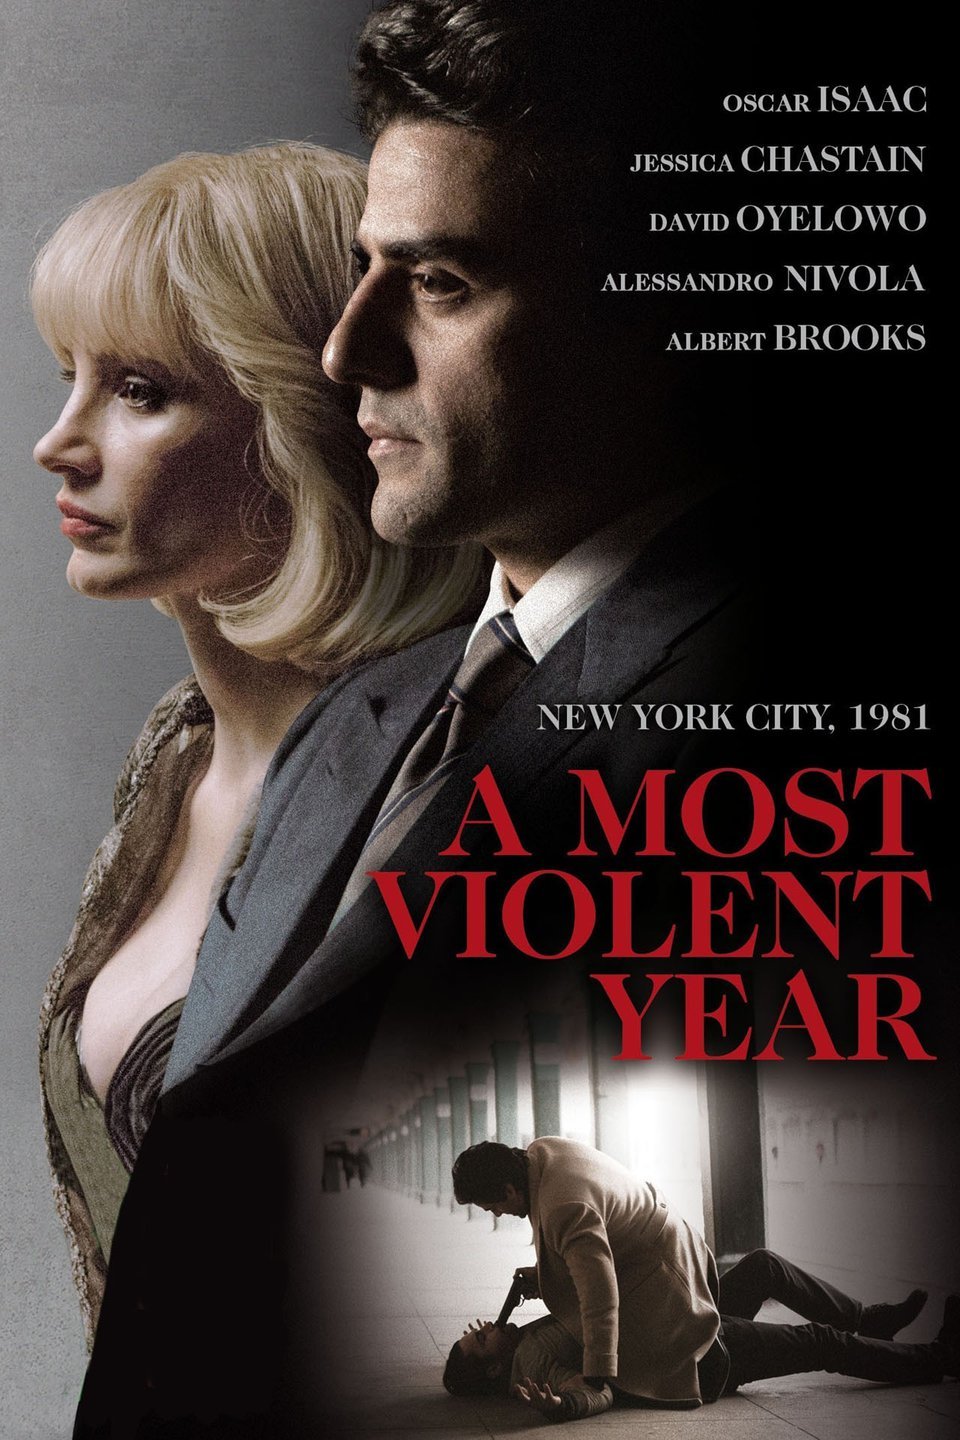 OSCAR ISAAC
JESSICA CHASTAIN
DAVID OYELOWO
ALESSANDRO NIVOLA
ALBERT BROOKS
NEW YORK CITY, 1981
A MOST
VIOLENT
YEAR